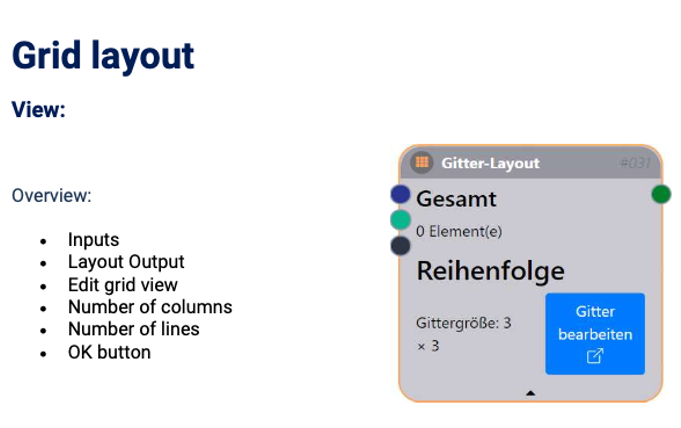 Grid layout
View:
Overview:
• Inputs
• Layout Output
• Edit grid view
• Number of columns
• Number of lines
• OK button
Gitter-Layout #031
Gesamt
0 Element(e)
Reihenfolge
Gittergröße: 3
× 3
Gitter
bearbeiten